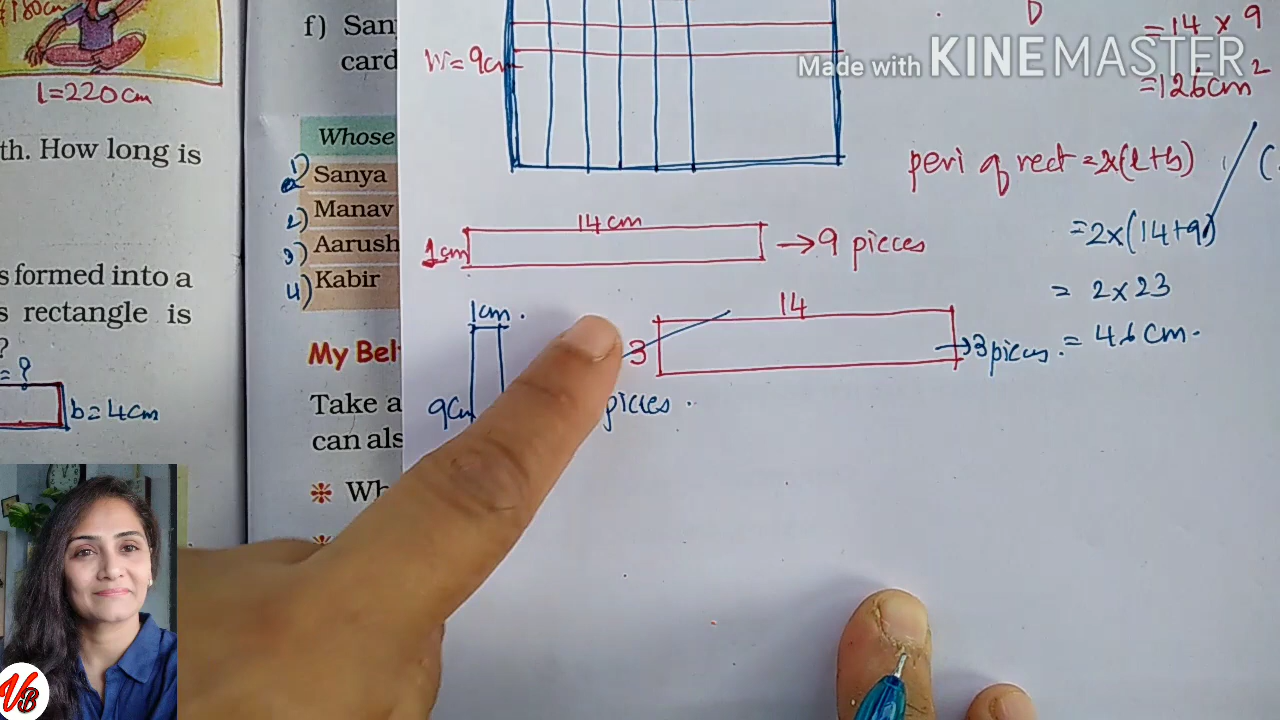 180cm
l=220cm
th. How long is
s formed into a
s rectangle is
?
= ?
b=4cm
f) San
card
Whose
1) Sanya
2) Manav
3) Aarush
4) Kabir
My Bel
Take a
can als
Wh
W=9cm
b
=14 x 9
=126cm²
Made with KINEMASTER
peri of rect =2x(l+b)
=2x(14+9)
= 2x23
= 46cm.
14cm
1cm
→9 pieces
1cm.
9cm
pieces.
14
3
→3 pieces.
VB